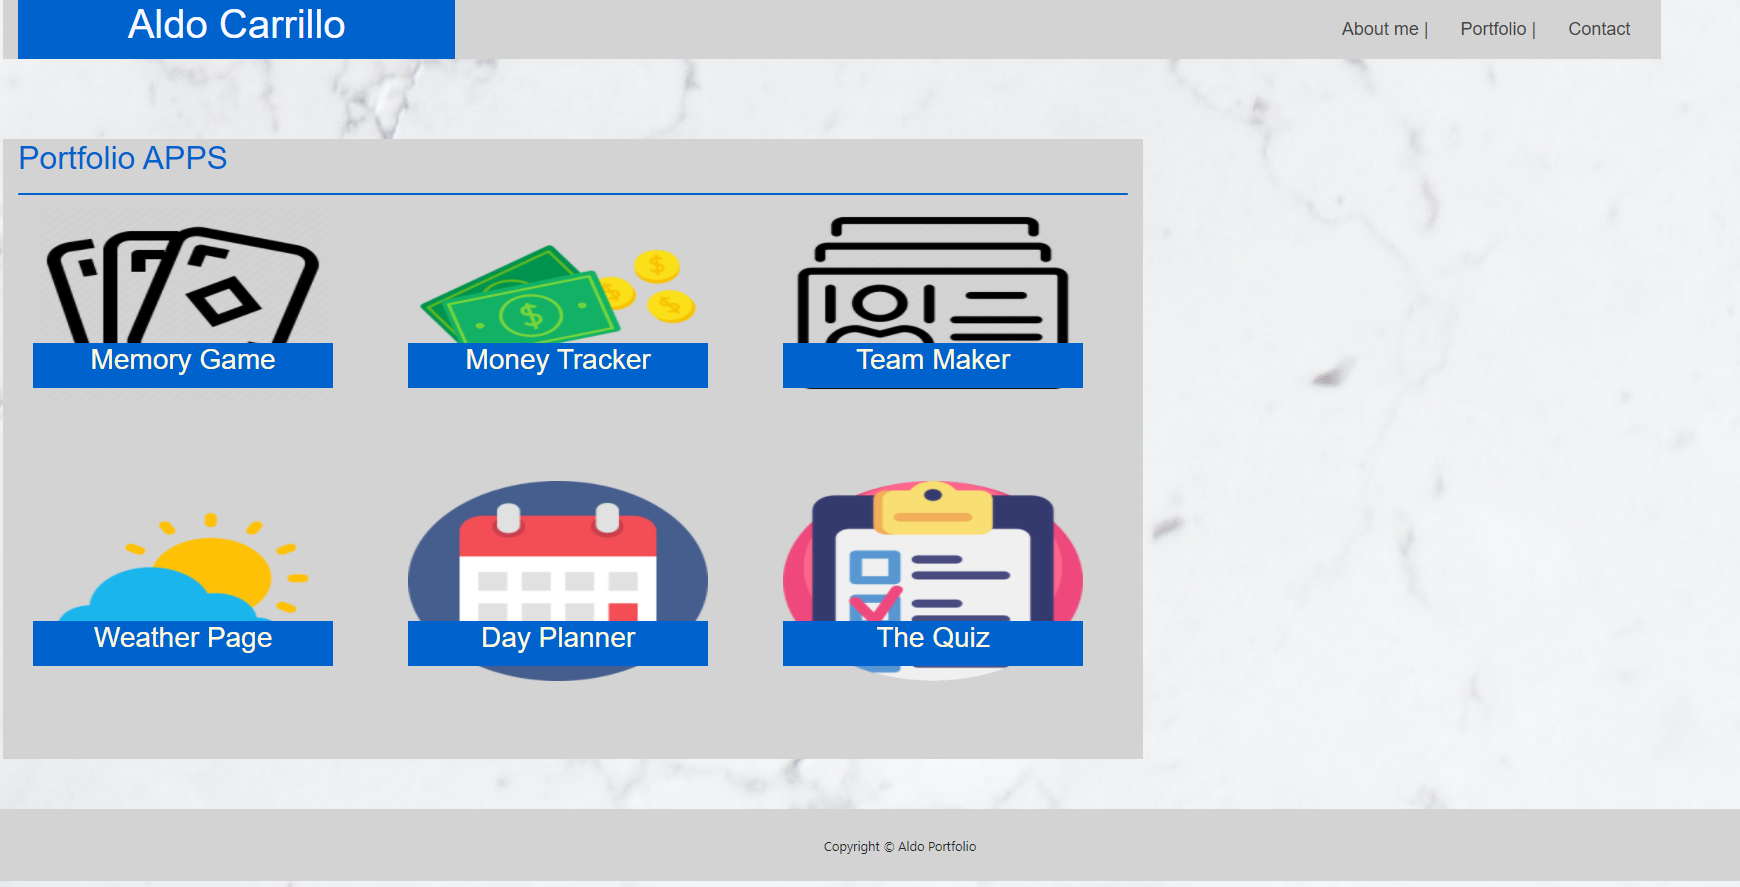 Aldo Carrillo
About me | Portfolio | Contact
Portfolio APPS
Memory Game
Money Tracker
Team Maker
Weather Page
Day Planner
The Quiz
Copyright © Aldo Portfolio